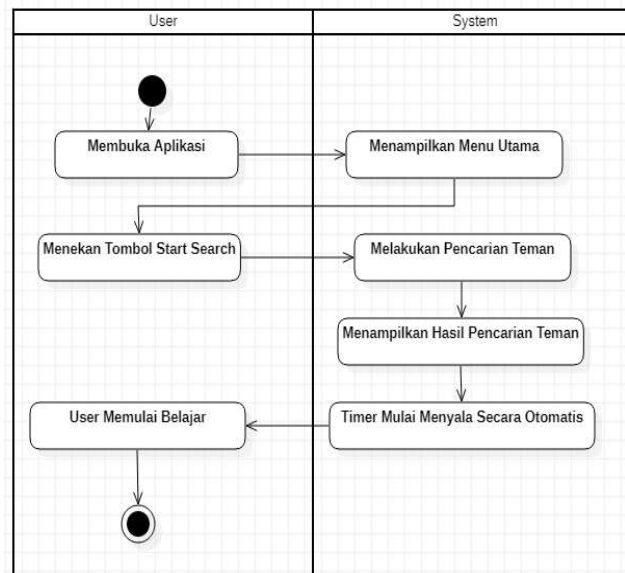 User
System
Membuka Aplikasi
Menampilkan Menu Utama
Menekan Tombol Start Search
Melakukan Pencarian Teman
Menampilkan Hasil Pencarian Teman
User Memulai Belajar
Timer Mulai Menyala Secara Otomatis